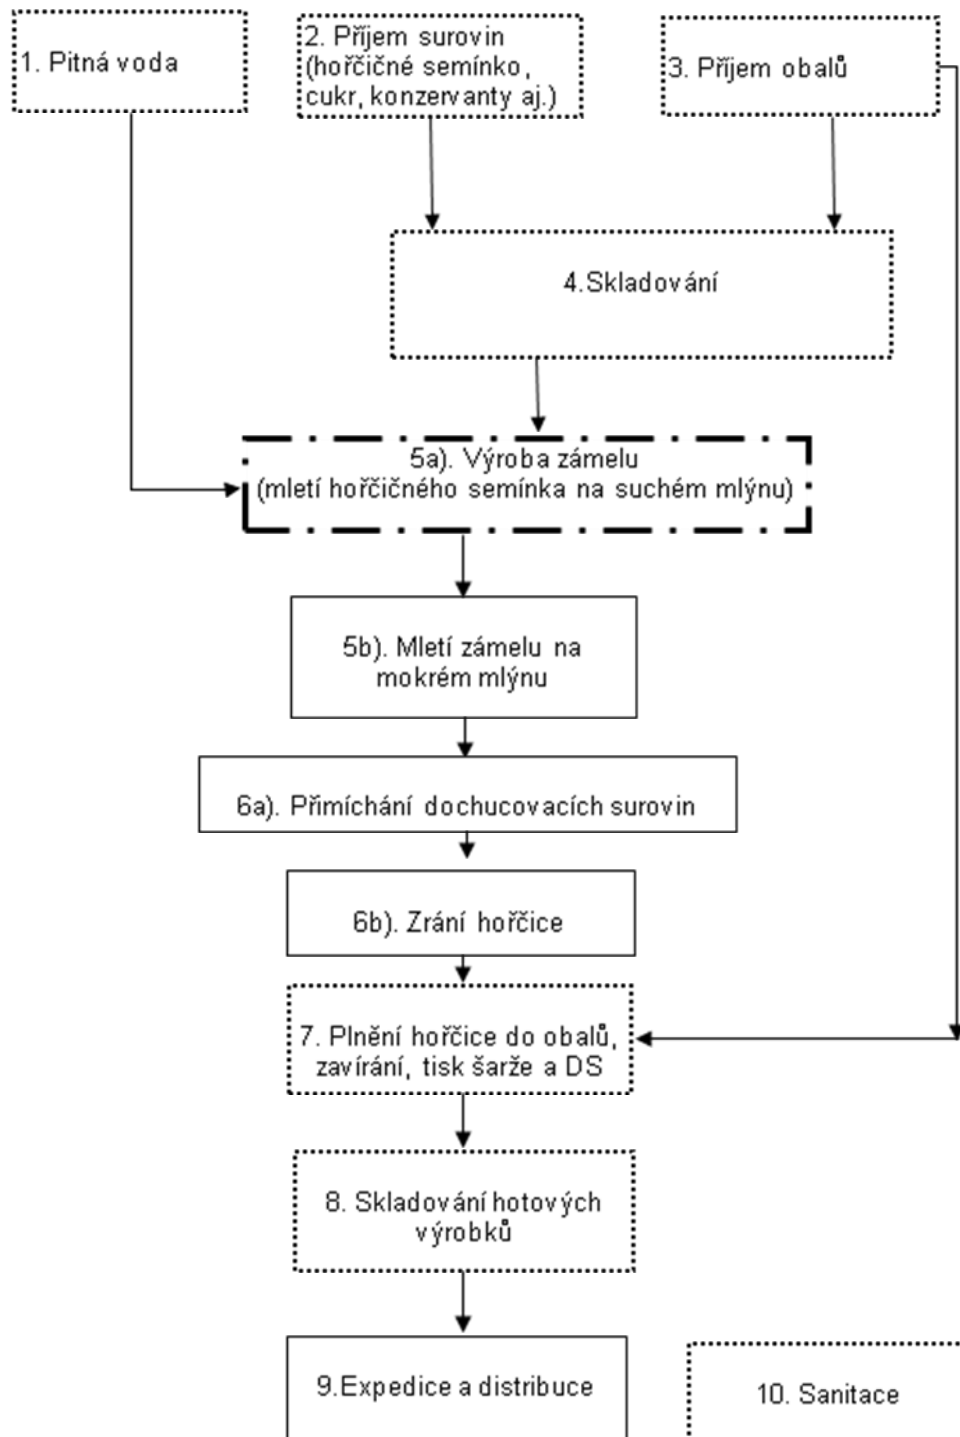 1. Pitná voda
2. Příjem surovin
(hořčičné semínko,
cukr, konzervanty aj.)
3. Příjem obalů
4.Skladování
5a). Výroba zámelu
(mletí hořčičného semínka na suchém mlýnu)
5b). Mletí zámelu na
mokrém mlýnu
6a). Přimíchání dochucovacích surovin
6b). Zrání hořčice
7. Plnění hořčice do obalů,
zavírání, tisk šarže a DS
8. Skladování hotových
výrobků
9.Expedice a distribuce
10. Sanitace